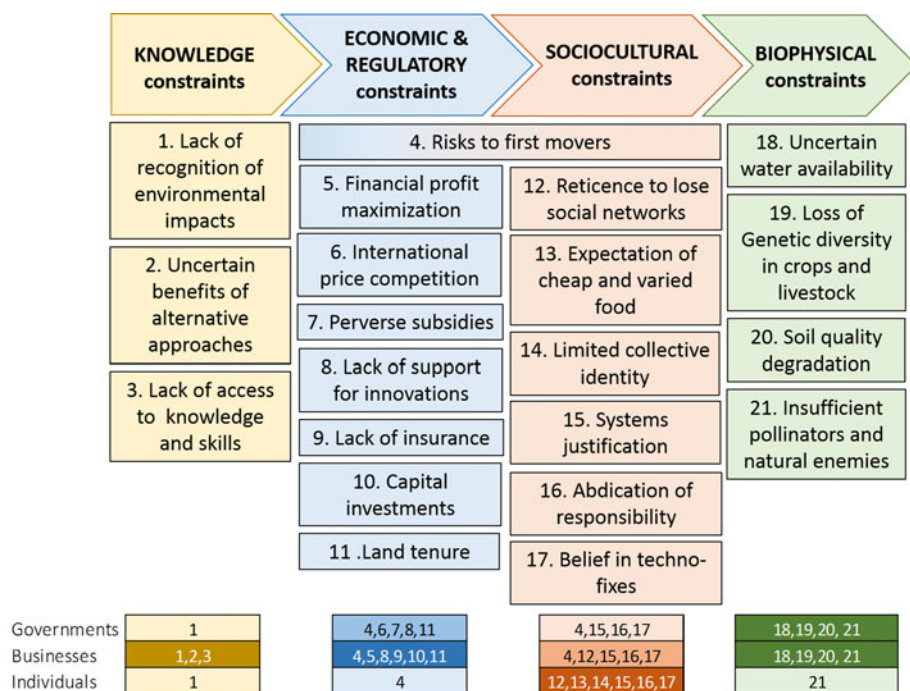 KNOWLEDGE
constraints
ECONOMIC &
REGULATORY
constraints
SOCIOCULTURAL
constraints
BIOPHYSICAL
constraints
1. Lack of
recognition of
environmental
impacts
2. Uncertain
benefits of
alternative
approaches
3. Lack of access
to knowledge
and skills
4. Risks to first movers
5. Financial profit
maximization
6. International
price competition
7. Perverse subsidies
8. Lack of support
for innovations
9. Lack of insurance
10. Capital
investments
11 .Land tenure
12. Reticence to lose
social networks
13. Expectation of
cheap and varied
food
14. Limited collective
identity
15. Systems
justification
16. Abdication of
responsibility
17. Belief in techno-
fixes
18. Uncertain
water availability
19. Loss of
Genetic diversity
in crops and
livestock
20. Soil quality
degradation
21. Insufficient
pollinators and
natural enemies
Governments 1 4,6,7,8,11 4,15,16,17 18,19,20, 21
Businesses 1,2,3 4,5,8,9,10,11 4,12,15,16,17 18,19,20, 21
Individuals 1 4 12,13,14,15,16,17 21